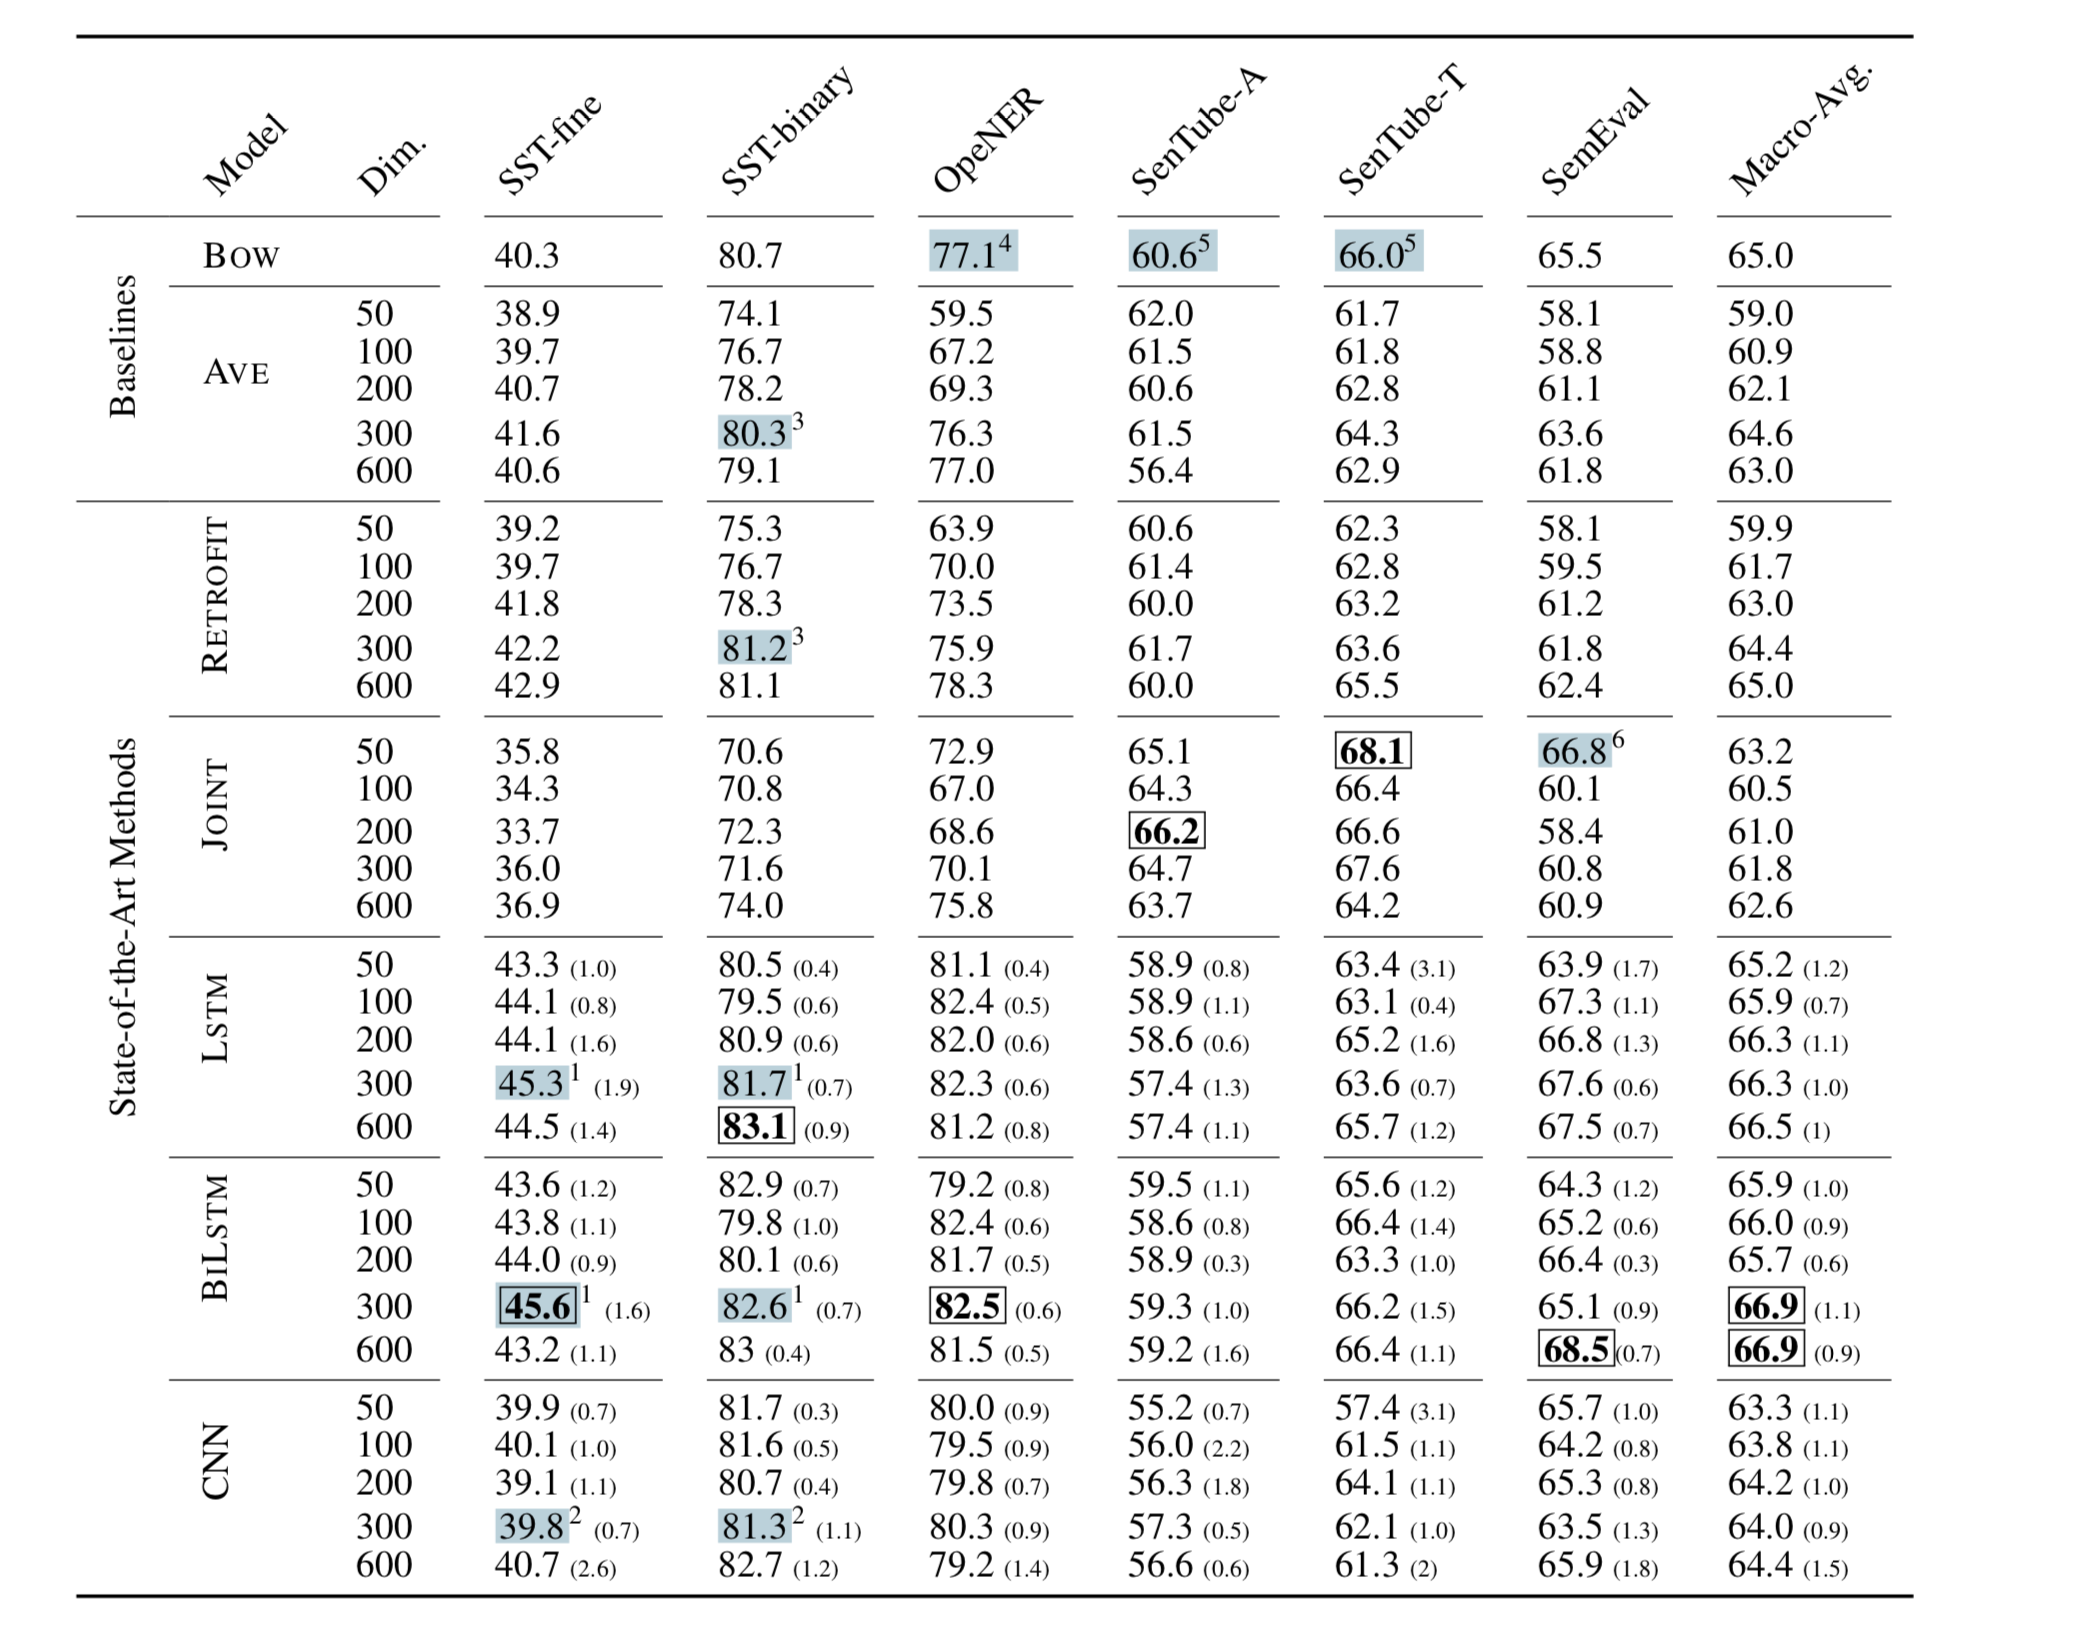 Model Dim. SST-fine SST-binary OpeNER SenTube-A SenTube-T SemEval Macro-Avg.
Baselines
BOW 40.3 80.7 77.1⁴ 60.6⁵ 66.0⁵ 65.5 65.0
AVE
50 38.9 74.1 59.5 62.0 61.7 58.1 59.0
100 39.7 76.7 67.2 61.5 61.8 58.8 60.9
200 40.7 78.2 69.3 60.6 62.8 61.1 62.1
300 41.6 80.3³ 76.3 61.5 64.3 63.6 64.6
600 40.6 79.1 77.0 56.4 62.9 61.8 63.0
State-of-the-Art Methods
RETROFIT
50 39.2 75.3 63.9 60.6 62.3 58.1 59.9
100 39.7 76.7 70.0 61.4 62.8 59.5 61.7
200 41.8 78.3 73.5 60.0 63.2 61.2 63.0
300 42.2 81.2³ 75.9 61.7 63.6 61.8 64.4
600 42.9 81.1 78.3 60.0 65.5 62.4 65.0
JOINT
50 35.8 70.6 72.9 65.1 68.1 66.8⁶ 63.2
100 34.3 70.8 67.0 64.3 66.4 60.1 60.5
200 33.7 72.3 68.6 66.2 66.6 58.4 61.0
300 36.0 71.6 70.1 64.7 67.6 60.8 61.8
600 36.9 74.0 75.8 63.7 64.2 60.9 62.6
LSTM
50 43.3 (1.0) 80.5 (0.4) 81.1 (0.4) 58.9 (0.8) 63.4 (3.1) 63.9 (1.7) 65.2 (1.2)
100 44.1 (0.8) 79.5 (0.6) 82.4 (0.5) 58.9 (1.1) 63.1 (0.4) 67.3 (1.1) 65.9 (0.7)
200 44.1 (1.6) 80.9 (0.6) 82.0 (0.6) 58.6 (0.6) 65.2 (1.6) 66.8 (1.3) 66.3 (1.1)
300 45.3¹ (1.9) 81.7¹ (0.7) 82.3 (0.6) 57.4 (1.3) 63.6 (0.7) 67.6 (0.6) 66.3 (1.0)
600 44.5 (1.4) 83.1 (0.9) 81.2 (0.8) 57.4 (1.1) 65.7 (1.2) 67.5 (0.7) 66.5 (1)
BILSTM
50 43.6 (1.2) 82.9 (0.7) 79.2 (0.8) 59.5 (1.1) 65.6 (1.2) 64.3 (1.2) 65.9 (1.0)
100 43.8 (1.1) 79.8 (1.0) 82.4 (0.6) 58.6 (0.8) 66.4 (1.4) 65.2 (0.6) 66.0 (0.9)
200 44.0 (0.9) 80.1 (0.6) 81.7 (0.5) 58.9 (0.3) 63.3 (1.0) 66.4 (0.3) 65.7 (0.6)
300 45.6¹ (1.6) 82.6¹ (0.7) 82.5 (0.6) 59.3 (1.0) 66.2 (1.5) 65.1 (0.9) 66.9 (1.1)
600 43.2 (1.1) 83 (0.4) 81.5 (0.5) 59.2 (1.6) 66.4 (1.1) 68.5 (0.7) 66.9 (0.9)
CNN
50 39.9 (0.7) 81.7 (0.3) 80.0 (0.9) 55.2 (0.7) 57.4 (3.1) 65.7 (1.0) 63.3 (1.1)
100 40.1 (1.0) 81.6 (0.5) 79.5 (0.9) 56.0 (2.2) 61.5 (1.1) 64.2 (0.8) 63.8 (1.1)
200 39.1 (1.1) 80.7 (0.4) 79.8 (0.7) 56.3 (1.8) 64.1 (1.1) 65.3 (0.8) 64.2 (1.0)
300 39.8² (0.7) 81.3² (1.1) 80.3 (0.9) 57.3 (0.5) 62.1 (1.0) 63.5 (1.3) 64.0 (0.9)
600 40.7 (2.6) 82.7 (1.2) 79.2 (1.4) 56.6 (0.6) 61.3 (2) 65.9 (1.8) 64.4 (1.5)